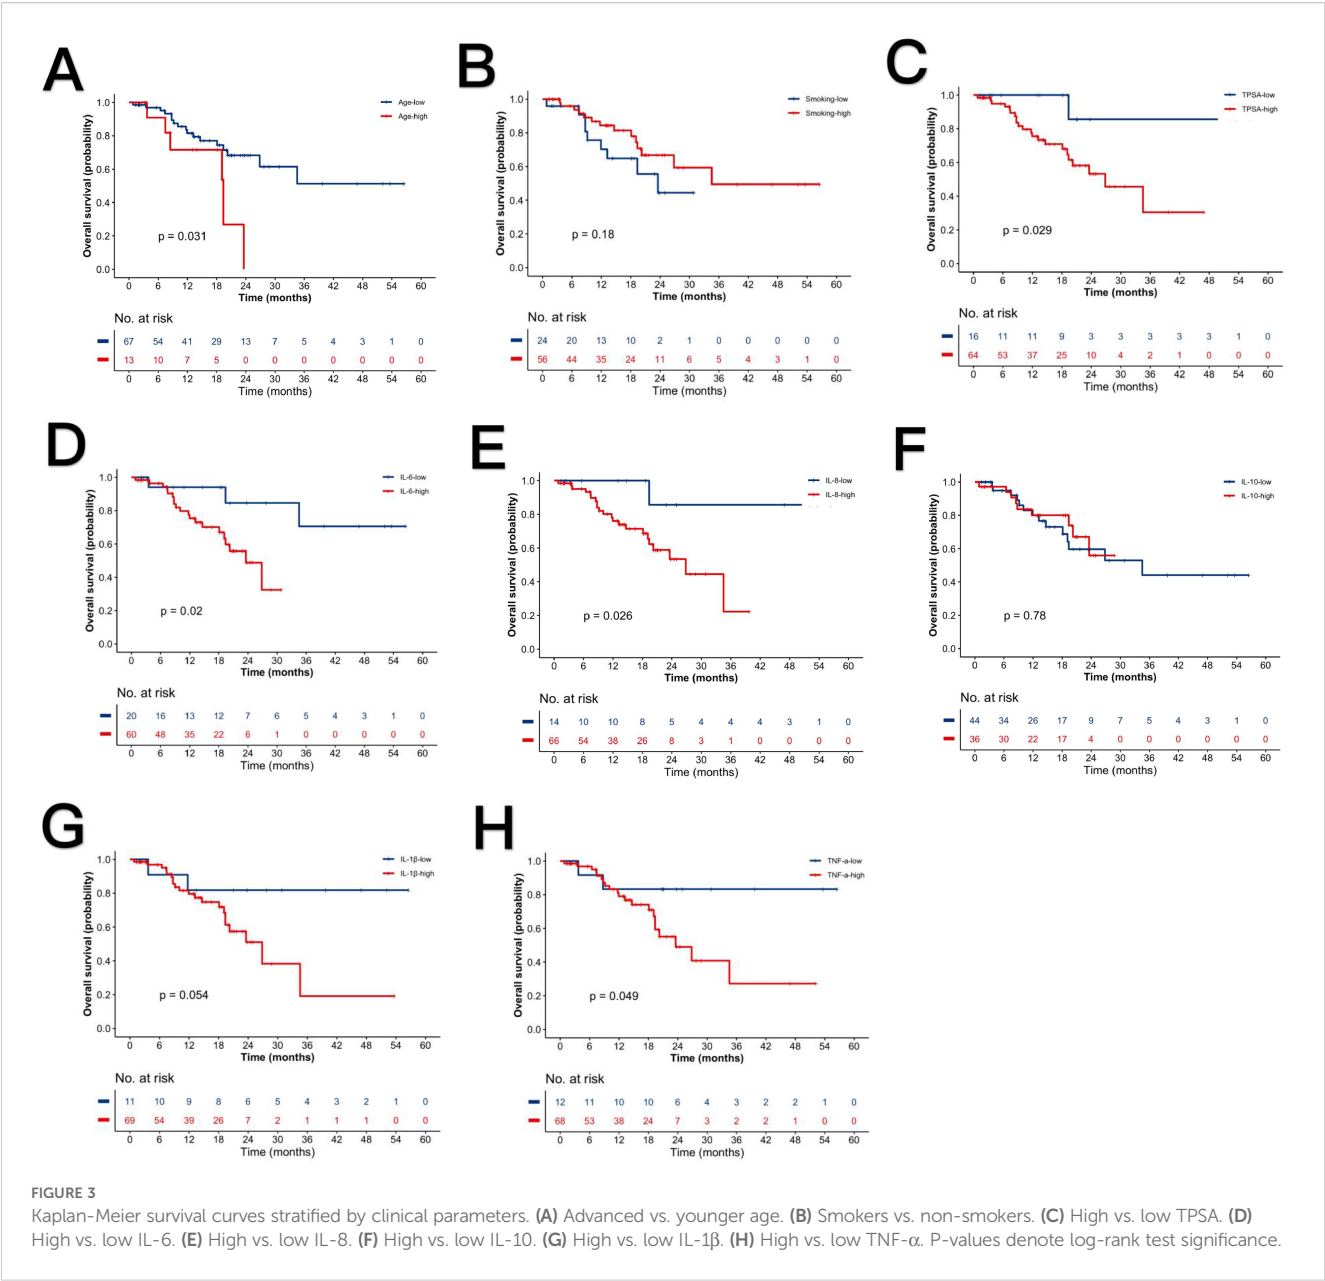 A
1.0
0.8
0.6
0.4
0.2
0.0
Overall survival (probability)
Age-low
Age-high
p = 0.031
0 6 12 18 24 30 36 42 48 54 60
Time (months)
No. at risk
67 54 41 29 13 7 5 4 3 1 0
13 10 7 5 0 0 0 0 0 0 0
0 6 12 18 24 30 36 42 48 54 60
Time (months)
B
1.0
0.8
0.6
0.4
0.2
0.0
Overall survival (probability)
Smoking-low
Smoking-high
p = 0.18
0 6 12 18 24 30 36 42 48 54 60
Time (months)
No. at risk
24 20 13 10 2 1 0 0 0 0 0
56 44 35 24 11 6 5 4 3 1 0
0 6 12 18 24 30 36 42 48 54 60
Time (months)
C
1.0
0.8
0.6
0.4
0.2
0.0
Overall survival (probability)
TPSA-low
TPSA-high
p = 0.029
0 6 12 18 24 30 36 42 48 54 60
Time (months)
No. at risk
16 11 11 9 3 3 3 3 3 1 0
64 53 37 25 10 4 2 1 0 0 0
0 6 12 18 24 30 36 42 48 54 60
Time (months)
D
1.0
0.8
0.6
0.4
0.2
0.0
Overall survival (probability)
IL-6-low
IL-6-high
p = 0.02
0 6 12 18 24 30 36 42 48 54 60
Time (months)
No. at risk
20 16 13 12 7 6 5 4 3 1 0
60 48 35 22 6 1 0 0 0 0 0
0 6 12 18 24 30 36 42 48 54 60
Time (months)
E
1.0
0.8
0.6
0.4
0.2
0.0
Overall survival (probability)
IL-8-low
IL-8-high
p = 0.026
0 6 12 18 24 30 36 42 48 54 60
Time (months)
No. at risk
14 10 10 8 5 4 4 4 3 1 0
66 54 38 26 8 3 1 0 0 0 0
0 6 12 18 24 30 36 42 48 54 60
Time (months)
F
1.0
0.8
0.6
0.4
0.2
0.0
Overall survival (probability)
IL-10-low
IL-10-high
p = 0.78
0 6 12 18 24 30 36 42 48 54 60
Time (months)
No. at risk
44 34 26 17 9 7 5 4 3 1 0
36 30 22 17 4 0 0 0 0 0 0
0 6 12 18 24 30 36 42 48 54 60
Time (months)
G
1.0
0.8
0.6
0.4
0.2
0.0
Overall survival (probability)
IL-1β-low
IL-1β-high
p = 0.054
0 6 12 18 24 30 36 42 48 54 60
Time (months)
No. at risk
11 10 9 8 6 5 4 3 2 1 0
69 54 39 26 7 2 1 1 1 0 0
0 6 12 18 24 30 36 42 48 54 60
Time (months)
H
1.0
0.8
0.6
0.4
0.2
0.0
Overall survival (probability)
TNF-a-low
TNF-a-high
p = 0.049
0 6 12 18 24 30 36 42 48 54 60
Time (months)
No. at risk
12 11 10 10 6 4 3 2 2 1 0
68 53 38 24 7 3 2 2 1 0 0
0 6 12 18 24 30 36 42 48 54 60
Time (months)
FIGURE 3
Kaplan-Meier survival curves stratified by clinical parameters. (A) Advanced vs. younger age. (B) Smokers vs. non-smokers. (C) High vs. low TPSA. (D)
High vs. low IL-6. (E) High vs. low IL-8. (F) High vs. low IL-10. (G) High vs. low IL-1β. (H) High vs. low TNF-α. P-values denote log-rank test significance.